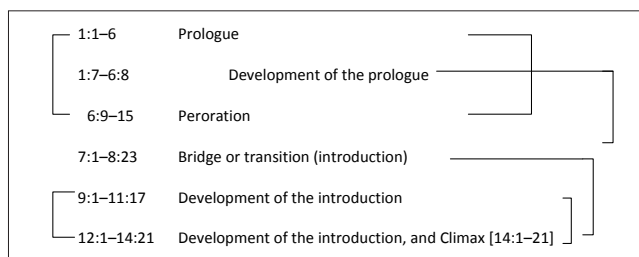 1:1–6 Prologue
1:7–6:8 Development of the prologue
6:9–15 Peroration
7:1–8:23 Bridge or transition (introduction)
9:1–11:17 Development of the introduction
12:1–14:21 Development of the introduction, and Climax [14:1–21]